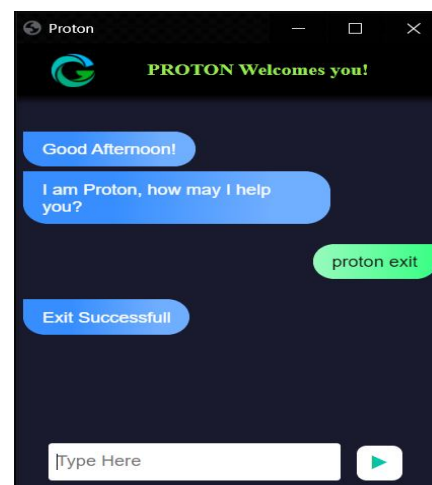 Proton
PROTON Welcomes you!
Good Afternoon!
I am Proton, how may I help
you?
proton exit
Exit Successfull
Type Here